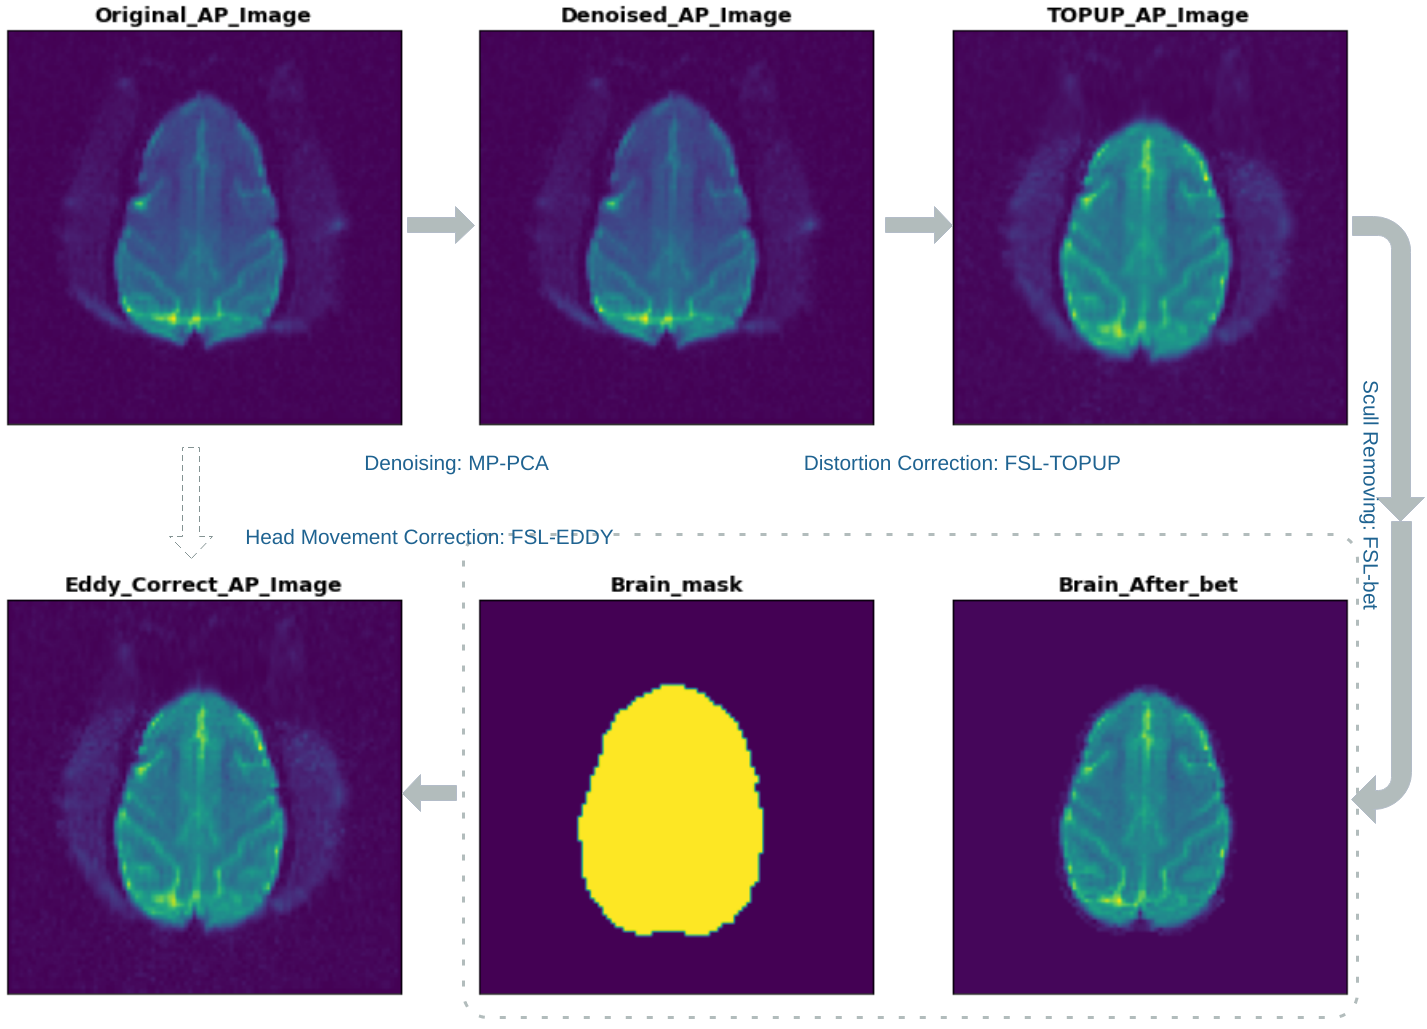 Original_AP_Image
Denoised_AP_Image
TOPUP_AP_Image
Denoising: MP-PCA
Distortion Correction: FSL-TOPUP
Scull Removing: FSL-bet
Head Movement Correction: FSL-EDDY
Eddy_Correct_AP_Image
Brain_mask
Brain_After_bet